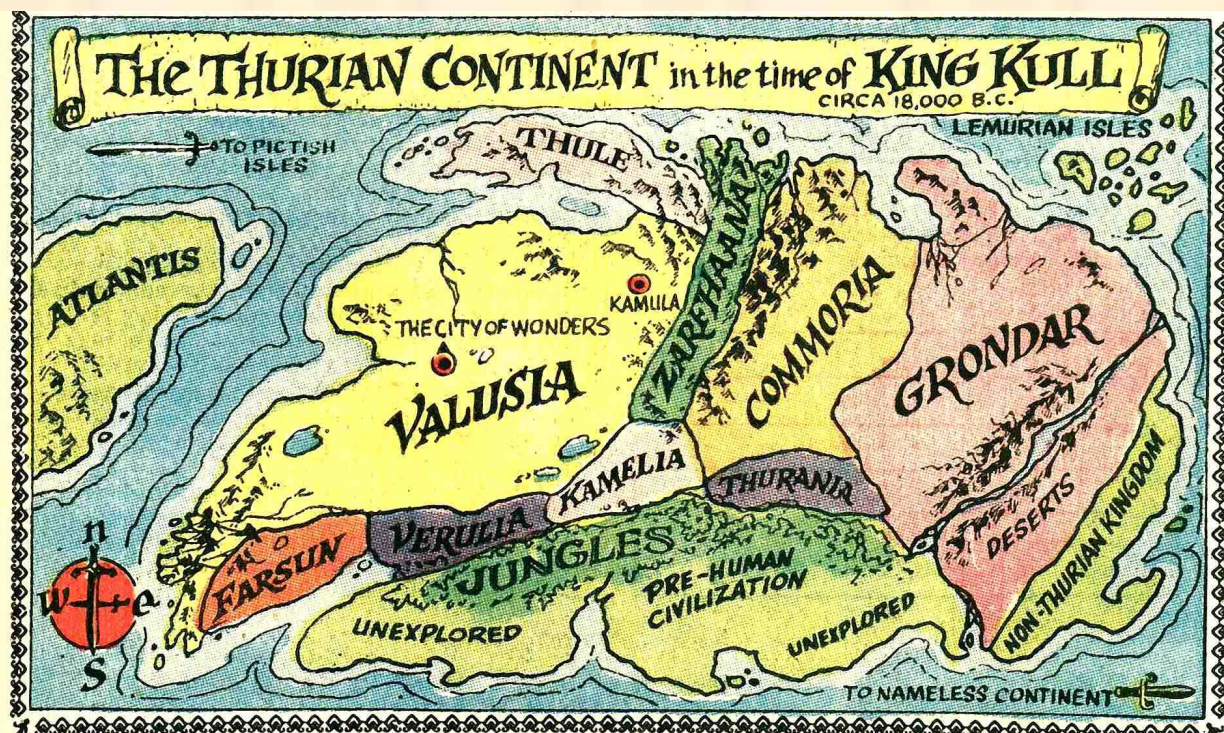 THE THURIAN CONTINENT in the time of KING KULL
CIRCA 18,000 B.C.
TO PICTISH
ISLES
THULE
LEMURIAN ISLES
ATLANTIS
ZARFHAANA
KAMULA
THE CITY OF WONDERS
COMMORIA
GRONDAR
VALUSIA
KAMELIA
THURANIA
VERULIA
FARSUN
JUNGLES
DESERTS
NON-THURIAN KINGDOM
PRE-HUMAN
CIVILIZATION
UNEXPLORED
UNEXPLORED
n
W e
S
TO NAMELESS CONTINENT